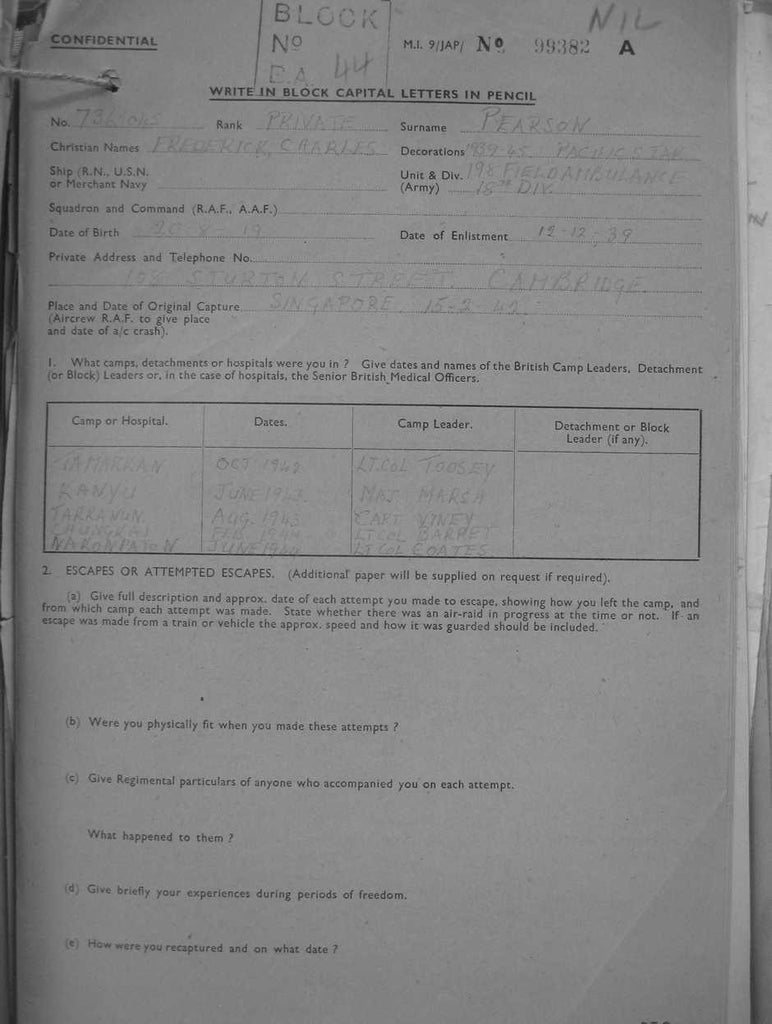 BLOCK
Nº
E.A. 44
NIL
CONFIDENTIAL
M.I. 9/JAP/ Nº 99382 A
WRITE IN BLOCK CAPITAL LETTERS IN PENCIL
No. Rank PRIVATE Surname PEARSON
Christian Names FREDERICK CHARLES Decorations 1939-45. PACIFIC STAR
Ship (R.N., U.S.N. or Merchant Navy
Unit & Div. (Army) 198 FIELD AMBULANCE 18TH DIV.
Squadron and Command (R.A.F., A.A.F.)
Date of Birth 30-8-19 Date of Enlistment 12-12-39
Private Address and Telephone No.
108 STURTON STREET. CAMBRIDGE.
Place and Date of Original Capture SINGAPORE. 15-2-42
(Aircrew R.A.F. to give place
and date of a/c crash).
1. What camps, detachments or hospitals were you in ? Give dates and names of the British Camp Leaders, Detachment
(or Block) Leaders or, in the case of hospitals, the Senior British Medical Officers.
Camp or Hospital. Dates. Camp Leader. Detachment or Block
Leader (if any).
TAMARKAN OCT 1942 LT.COL TOOSEY
KANYU JUNE 1943 MAJ MARSH
TARKANUN. AUG. 1943 CAPT VINEY
CHUNGKAI FEB 1944 LT COL BARRET
NAKONPATON JUNE 1944 LT COL COATES
2. ESCAPES OR ATTEMPTED ESCAPES. (Additional paper will be supplied on request if required).
(a) Give full description and approx. date of each attempt you made to escape, showing how you left the camp, and
from which camp each attempt was made. State whether there was an air-raid in progress at the time or not. If an
escape was made from a train or vehicle the approx. speed and how it was guarded should be included.
(b) Were you physically fit when you made these attempts ?
(c) Give Regimental particulars of anyone who accompanied you on each attempt.
What happened to them ?
(d) Give briefly your experiences during periods of freedom.
(e) How were you recaptured and on what date ?